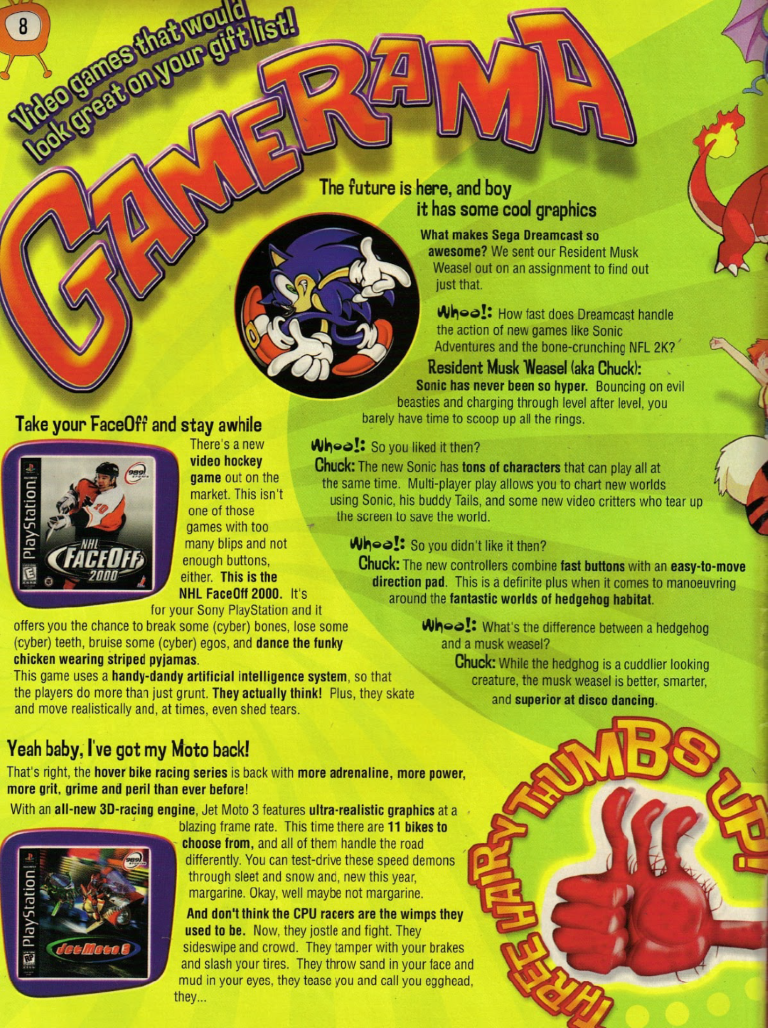 8
Video games that would
look great on your gift list!
GAMERAMA
The future is here, and boy
it has some cool graphics
What makes Sega Dreamcast so
awesome? We sent our Resident Musk
Weasel out on an assignment to find out
just that.
Whoo!: How fast does Dreamcast handle
the action of new games like Sonic
Adventures and the bone-crunching NFL 2K?
Resident Musk Weasel (aka Chuck):
Sonic has never been so hyper. Bouncing on evil
beasties and charging through level after level, you
barely have time to scoop up all the rings.
Whoo!: So you liked it then?
Chuck: The new Sonic has tons of characters that can play all at
the same time. Multi-player play allows you to chart new worlds
using Sonic, his buddy Tails, and some new video critters who tear up
the screen to save the world.
Whoo!: So you didn't like it then?
Chuck: The new controllers combine fast buttons with an easy-to-move
direction pad. This is a definite plus when it comes to manoeuvring
around the fantastic worlds of hedgehog habitat.
Whoo!: What's the difference between a hedgehog
and a musk weasel?
Chuck: While the hedghog is a cuddlier looking
creature, the musk weasel is better, smarter,
and superior at disco dancing.
Take your FaceOff and stay awhile
There's a new
video hockey
game out on the
market. This isn't
one of those
games with too
many blips and not
enough buttons,
either. This is the
NHL FaceOff 2000. It's
for your Sony PlayStation and it
offers you the chance to break some (cyber) bones, lose some
(cyber) teeth, bruise some (cyber) egos, and dance the funky
chicken wearing striped pyjamas.
This game uses a handy-dandy artificial intelligence system, so that
the players do more than just grunt. They actually think! Plus, they skate
and move realistically and, at times, even shed tears.
PlayStation
989
NHL
FACEOFF
2000
E
Yeah baby, I've got my Moto back!
That's right, the hover bike racing series is back with more adrenaline, more power,
more grit, grime and peril than ever before!
With an all-new 3D-racing engine, Jet Moto 3 features ultra-realistic graphics at a
blazing frame rate. This time there are 11 bikes to
choose from, and all of them handle the road
differently. You can test-drive these speed demons
through sleet and snow and, new this year,
margarine. Okay, well maybe not margarine.
And don't think the CPU racers are the wimps they
used to be. Now, they jostle and fight. They
sideswipe and crowd. They tamper with your brakes
and slash your tires. They throw sand in your face and
mud in your eyes, they tease you and call you egghead,
they...
PlayStation
989
JetMoto 3
THREE HAIRY THUMBS UP!